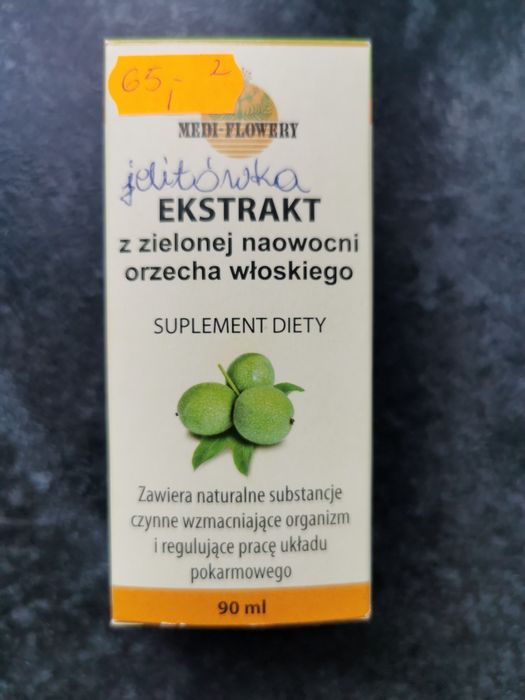 65,- 2
MEDI-FLOWERY
jelitówka
EKSTRAKT
z zielonej naowocni
orzecha włoskiego
SUPLEMENT DIETY
Zawiera naturalne substancje
czynne wzmacniające organizm
i regulujące pracę układu
pokarmowego
90 ml